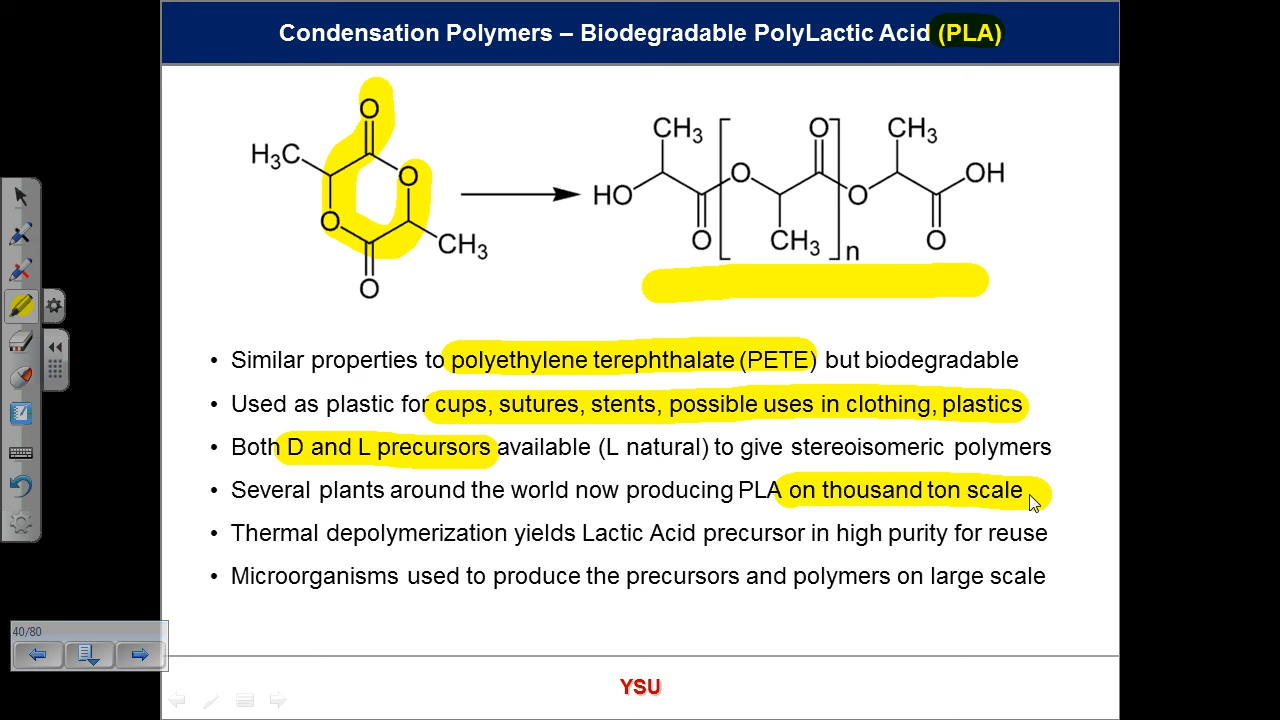 Condensation Polymers – Biodegradable PolyLactic Acid (PLA)
O
H₃C
O
O
CH₃
O
CH₃
HO
O
O
O
CH₃
n
O
CH₃
OH
O
• Similar properties to polyethylene terephthalate (PETE) but biodegradable
• Used as plastic for cups, sutures, stents, possible uses in clothing, plastics
• Both D and L precursors available (L natural) to give stereoisomeric polymers
• Several plants around the world now producing PLA on thousand ton scale
• Thermal depolymerization yields Lactic Acid precursor in high purity for reuse
• Microorganisms used to produce the precursors and polymers on large scale
40/80
YSU